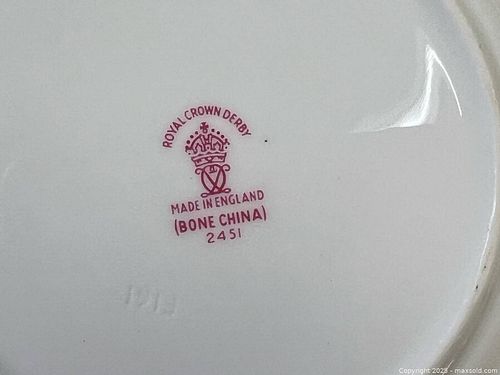 ROYAL CROWN DERBY
MADE IN ENGLAND
(BONE CHINA)
2451
Copyright 2023 - maxsold.com